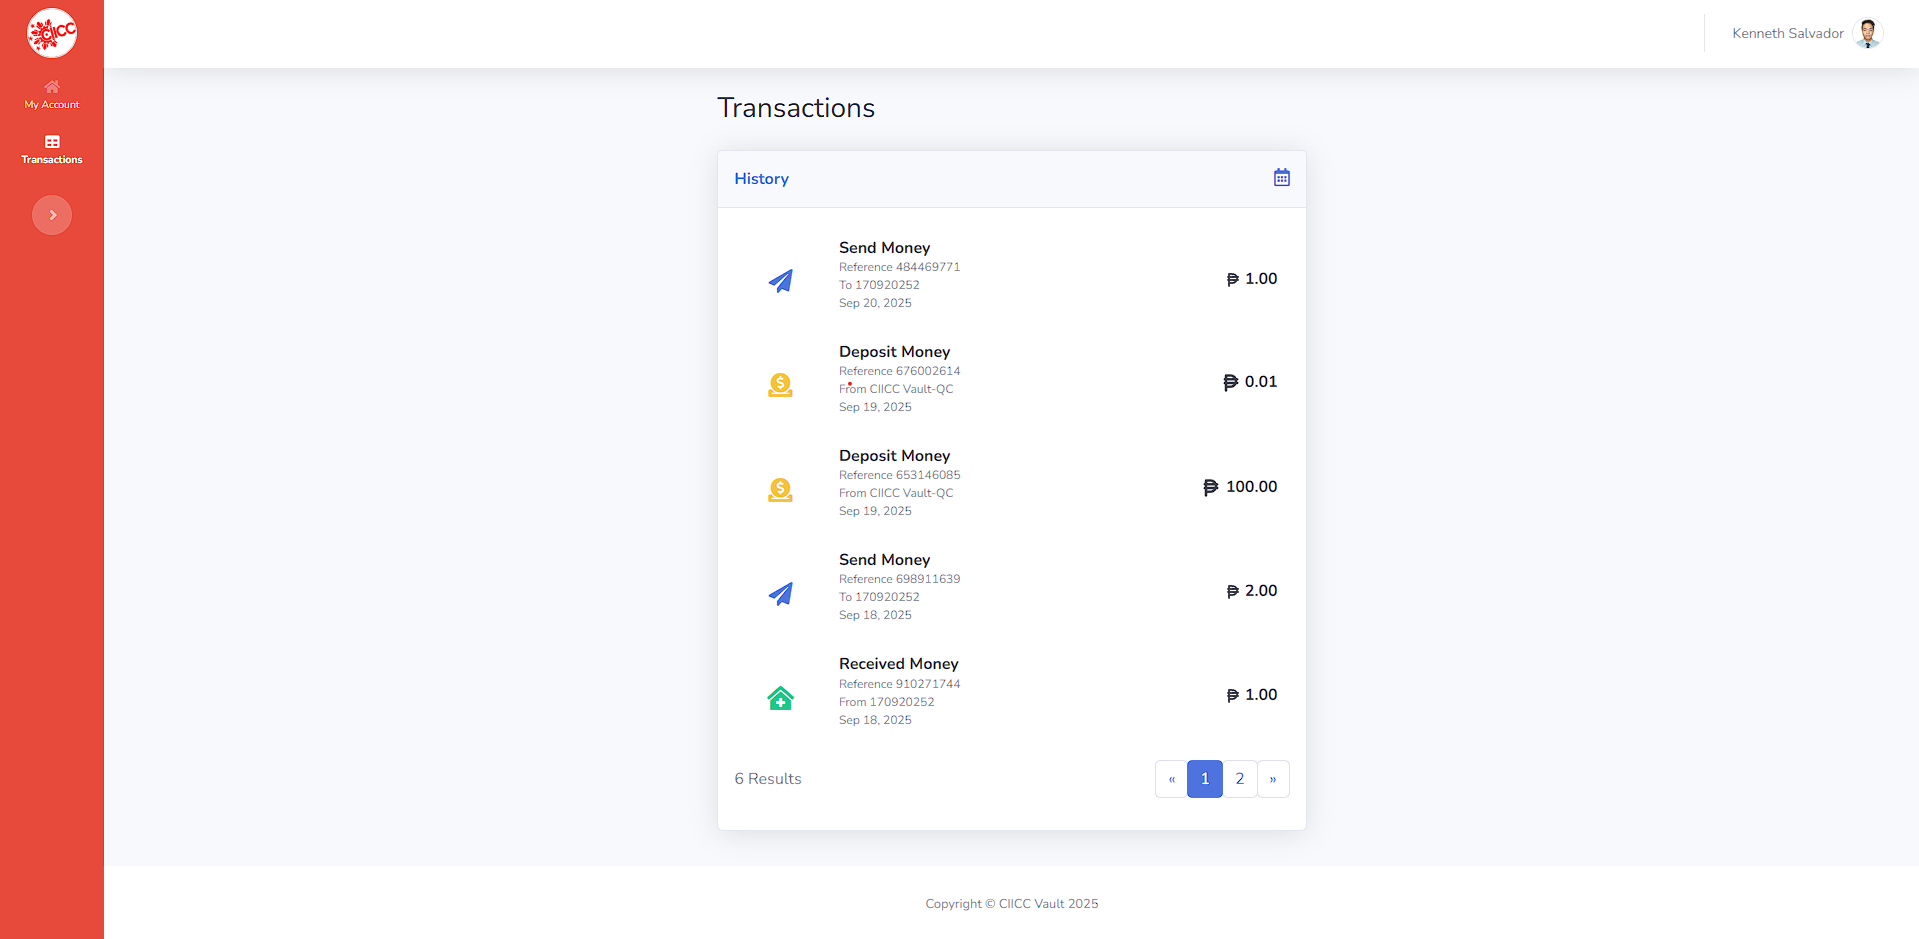 CIICC
Kenneth Salvador
My Account
Transactions
Transactions
History
Send Money
Reference 484469771
To 170920252
Sep 20, 2025
₱ 1.00
Deposit Money
Reference 676002614
From CIICC Vault-QC
Sep 19, 2025
₱ 0.01
Deposit Money
Reference 653146085
From CIICC Vault-QC
Sep 19, 2025
₱ 100.00
Send Money
Reference 698911639
To 170920252
Sep 18, 2025
₱ 2.00
Received Money
Reference 910271744
From 170920252
Sep 18, 2025
₱ 1.00
6 Results
« 1 2 »
Copyright © CIICC Vault 2025